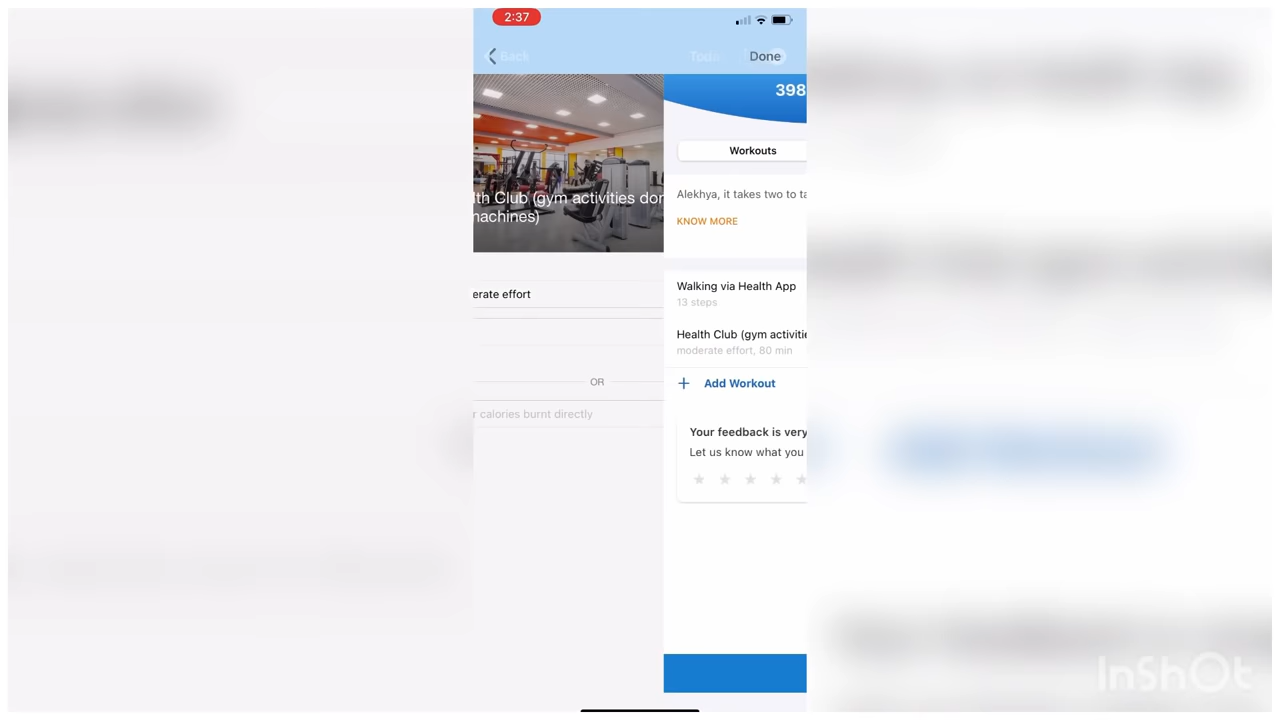 2:37
Back
Toda
Done
lth Club (gym activities dor
machines)
398
Workouts
Alekhya, it takes two to ta
KNOW MORE
erate effort
Walking via Health App
13 steps
Health Club (gym activitie
moderate effort, 80 min
OR
+ Add Workout
r calories burnt directly
Your feedback is very
Let us know what you
InShOt